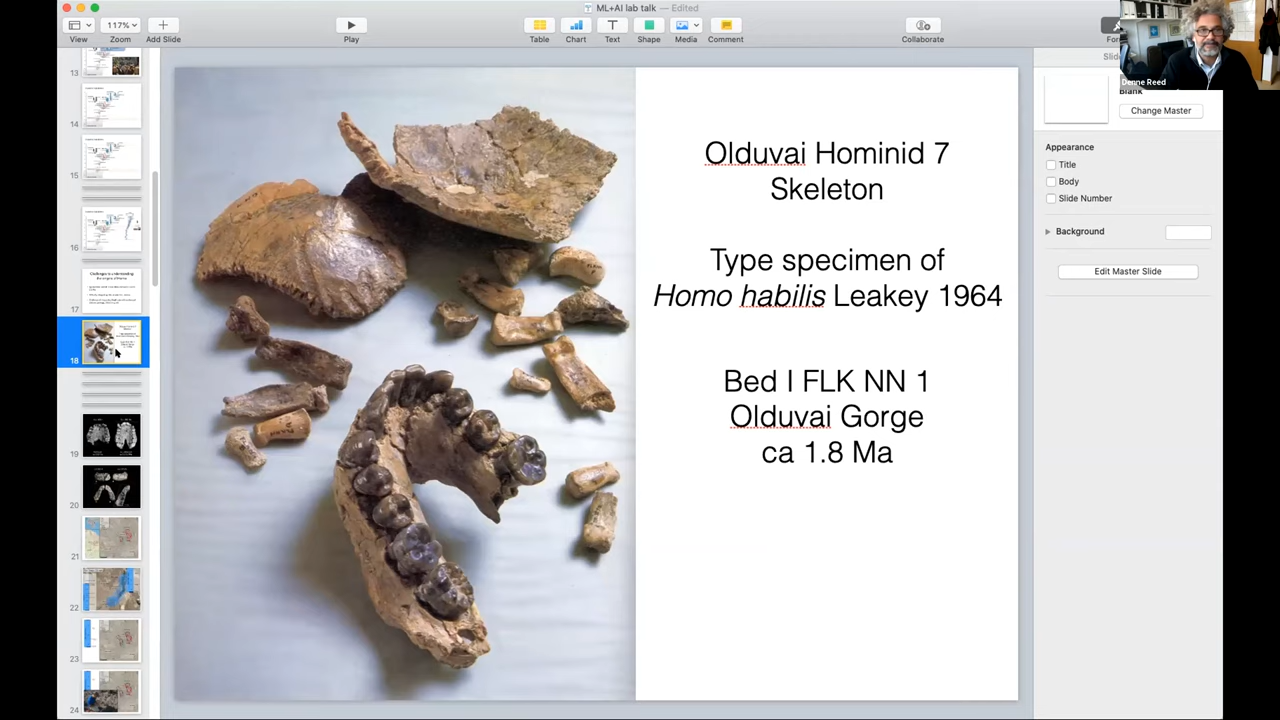 ML+AI lab talk — Edited
117%
View
Zoom
Add Slide
Play
Table
Chart
Text
Shape
Media
Comment
Collaborate
Denne Reed
Blank
Change Master
Appearance
Title
Body
Slide Number
Background
Edit Master Slide
13
14
15
16
17
18
19
20
21
22
23
24
Olduvai Hominid 7
Skeleton
Type specimen of
Homo habilis Leakey 1964
Bed I FLK NN 1
Olduvai Gorge
ca 1.8 Ma